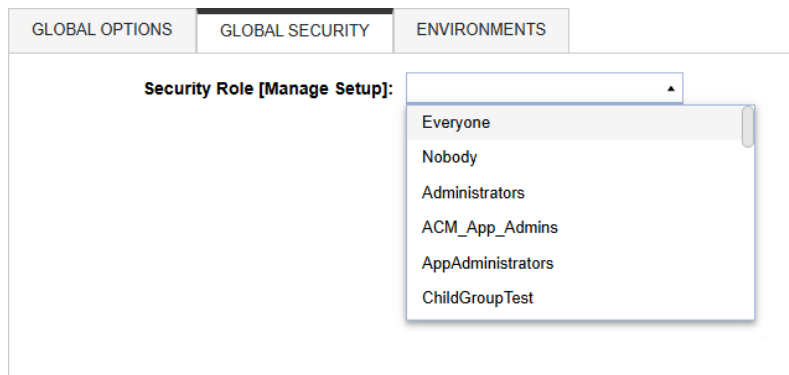 GLOBAL OPTIONS GLOBAL SECURITY ENVIRONMENTS
Security Role [Manage Setup]:
Everyone
Nobody
Administrators
ACM_App_Admins
AppAdministrators
ChildGroupTest